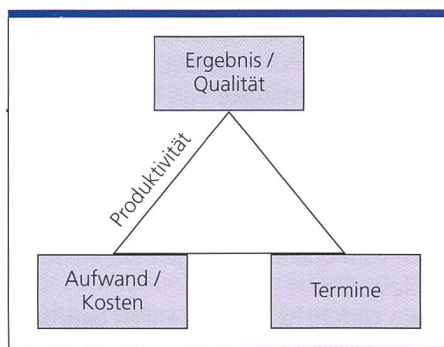 Ergebnis /
Qualität
Produktivität
Aufwand /
Kosten
Termine